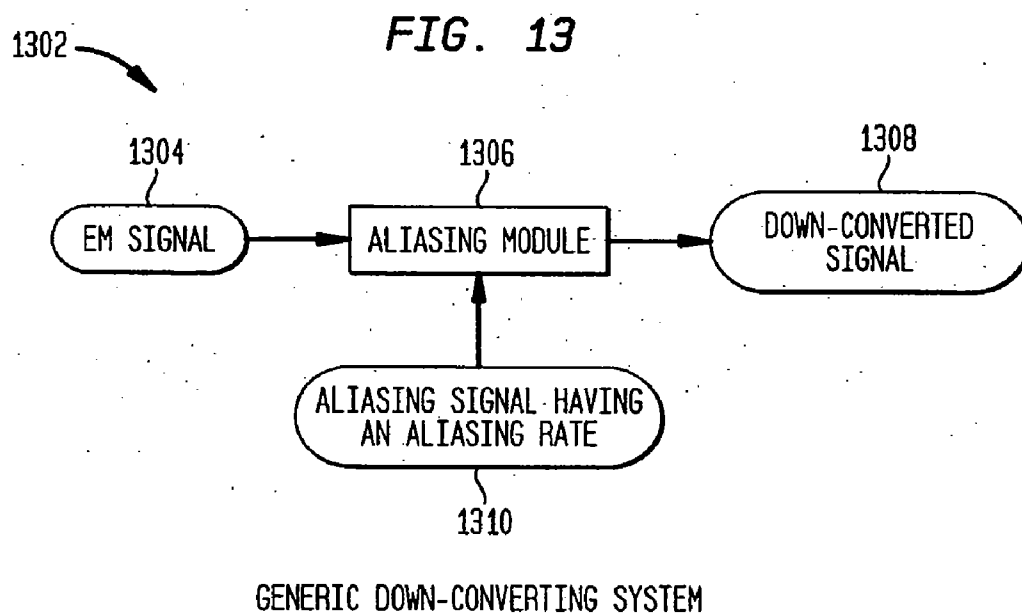 FIG. 13
1302
1304
1306
1308
EM SIGNAL
ALIASING MODULE
DOWN-CONVERTED
SIGNAL
ALIASING SIGNAL HAVING
AN ALIASING RATE
1310
GENERIC DOWN-CONVERTING SYSTEM